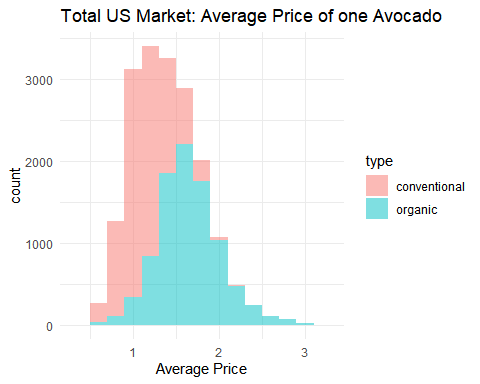 Total US Market: Average Price of one Avocado
3000
2000
1000
0
count
1 2 3
Average Price
type
conventional
organic